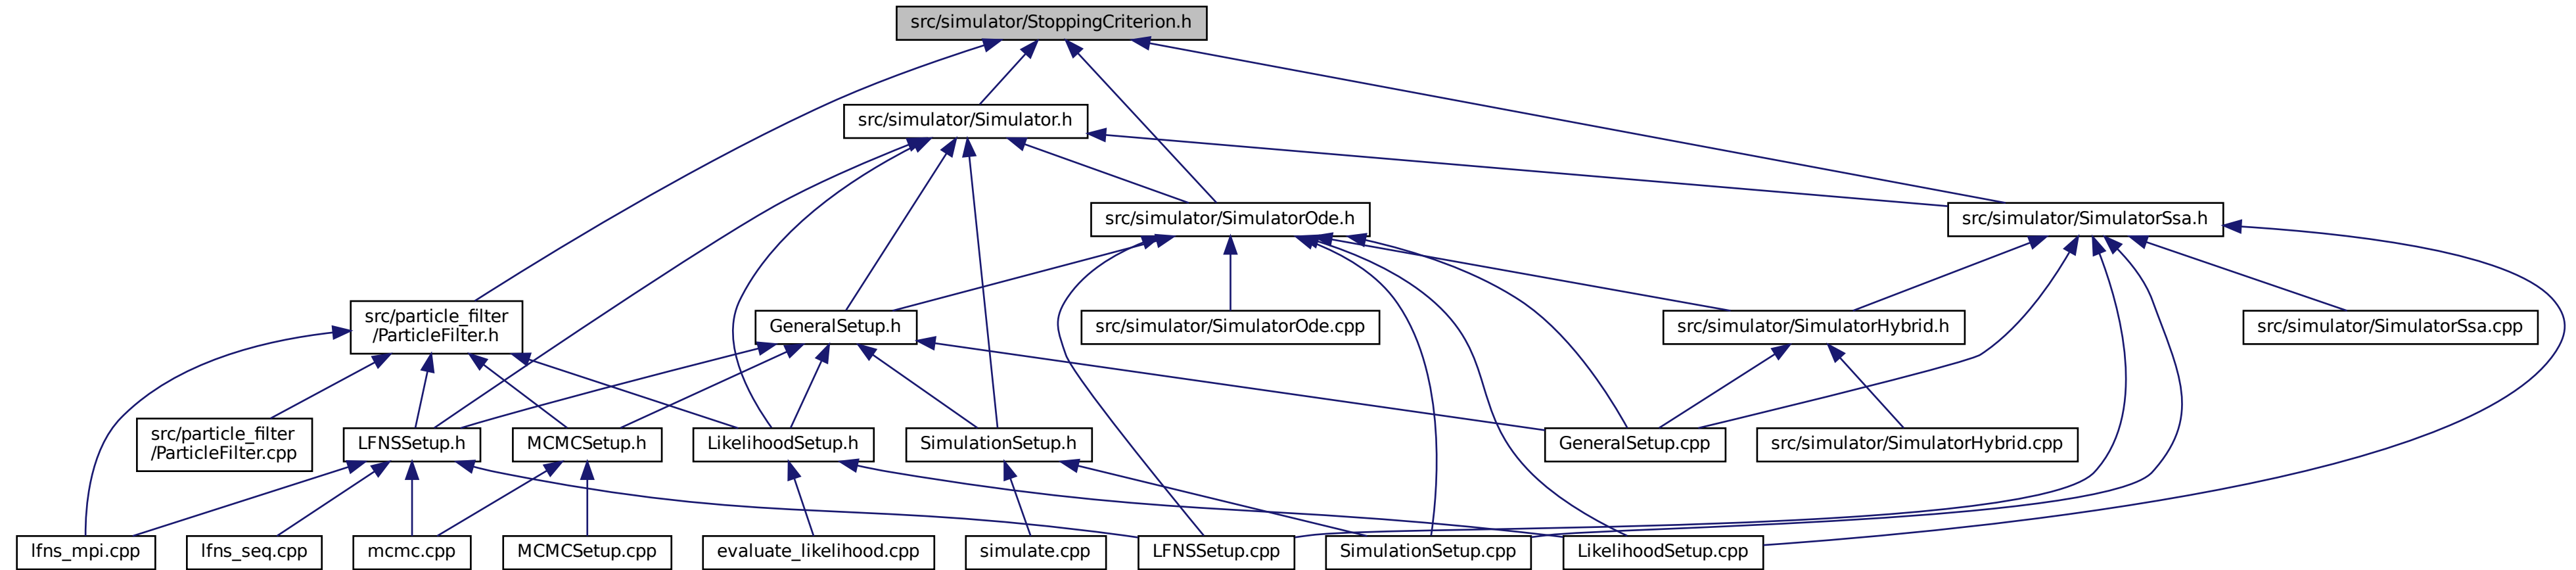 src/simulator/StoppingCriterion.h
src/simulator/Simulator.h
src/simulator/SimulatorOde.h
src/simulator/SimulatorSsa.h
src/particle_filter
/ParticleFilter.h
GeneralSetup.h
src/simulator/SimulatorOde.cpp
src/simulator/SimulatorHybrid.h
src/simulator/SimulatorSsa.cpp
src/particle_filter
/ParticleFilter.cpp
LFNSSetup.h
MCMCSetup.h
LikelihoodSetup.h
SimulationSetup.h
GeneralSetup.cpp
src/simulator/SimulatorHybrid.cpp
lfns_mpi.cpp
lfns_seq.cpp
mcmc.cpp
MCMCSetup.cpp
evaluate_likelihood.cpp
simulate.cpp
LFNSSetup.cpp
SimulationSetup.cpp
LikelihoodSetup.cpp